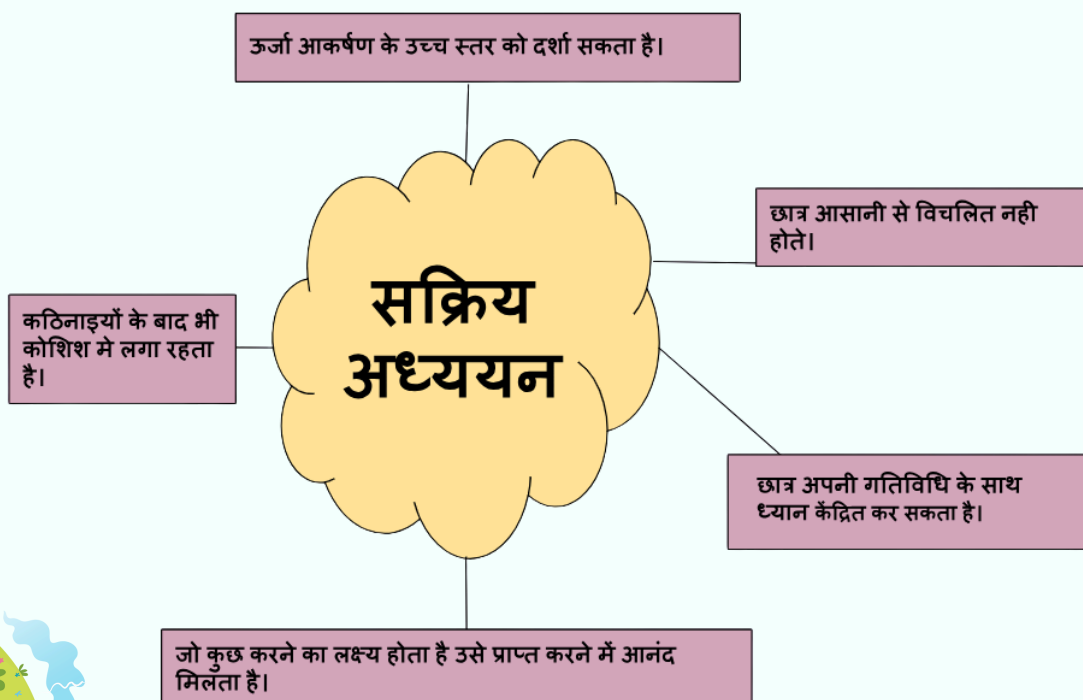 ऊर्जा आकर्षण के उच्च स्तर को दर्शा सकता है।
छात्र आसानी से विचलित नही
होते।
सक्रिय
अध्ययन
कठिनाइयों के बाद भी
कोशिश मे लगा रहता
है।
छात्र अपनी गतिविधि के साथ
ध्यान केंद्रित कर सकता है।
जो कुछ करने का लक्ष्य होता है उसे प्राप्त करने में आनंद
मिलता है।